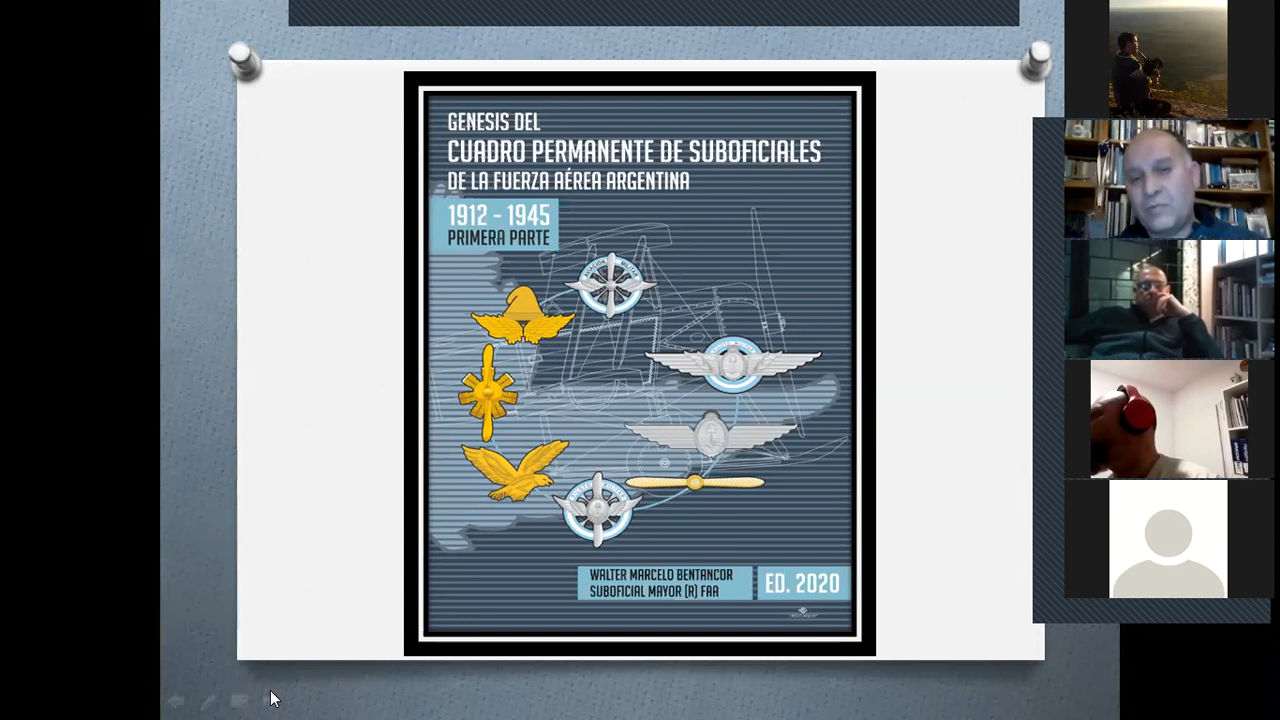 GENESIS DEL
CUADRO PERMANENTE DE SUBOFICIALES
DE LA FUERZA AÉREA ARGENTINA
1912 - 1945
PRIMERA PARTE
WALTER MARCELO BENTANCOR
SUBOFICIAL MAYOR [R] FAA
ED. 2020